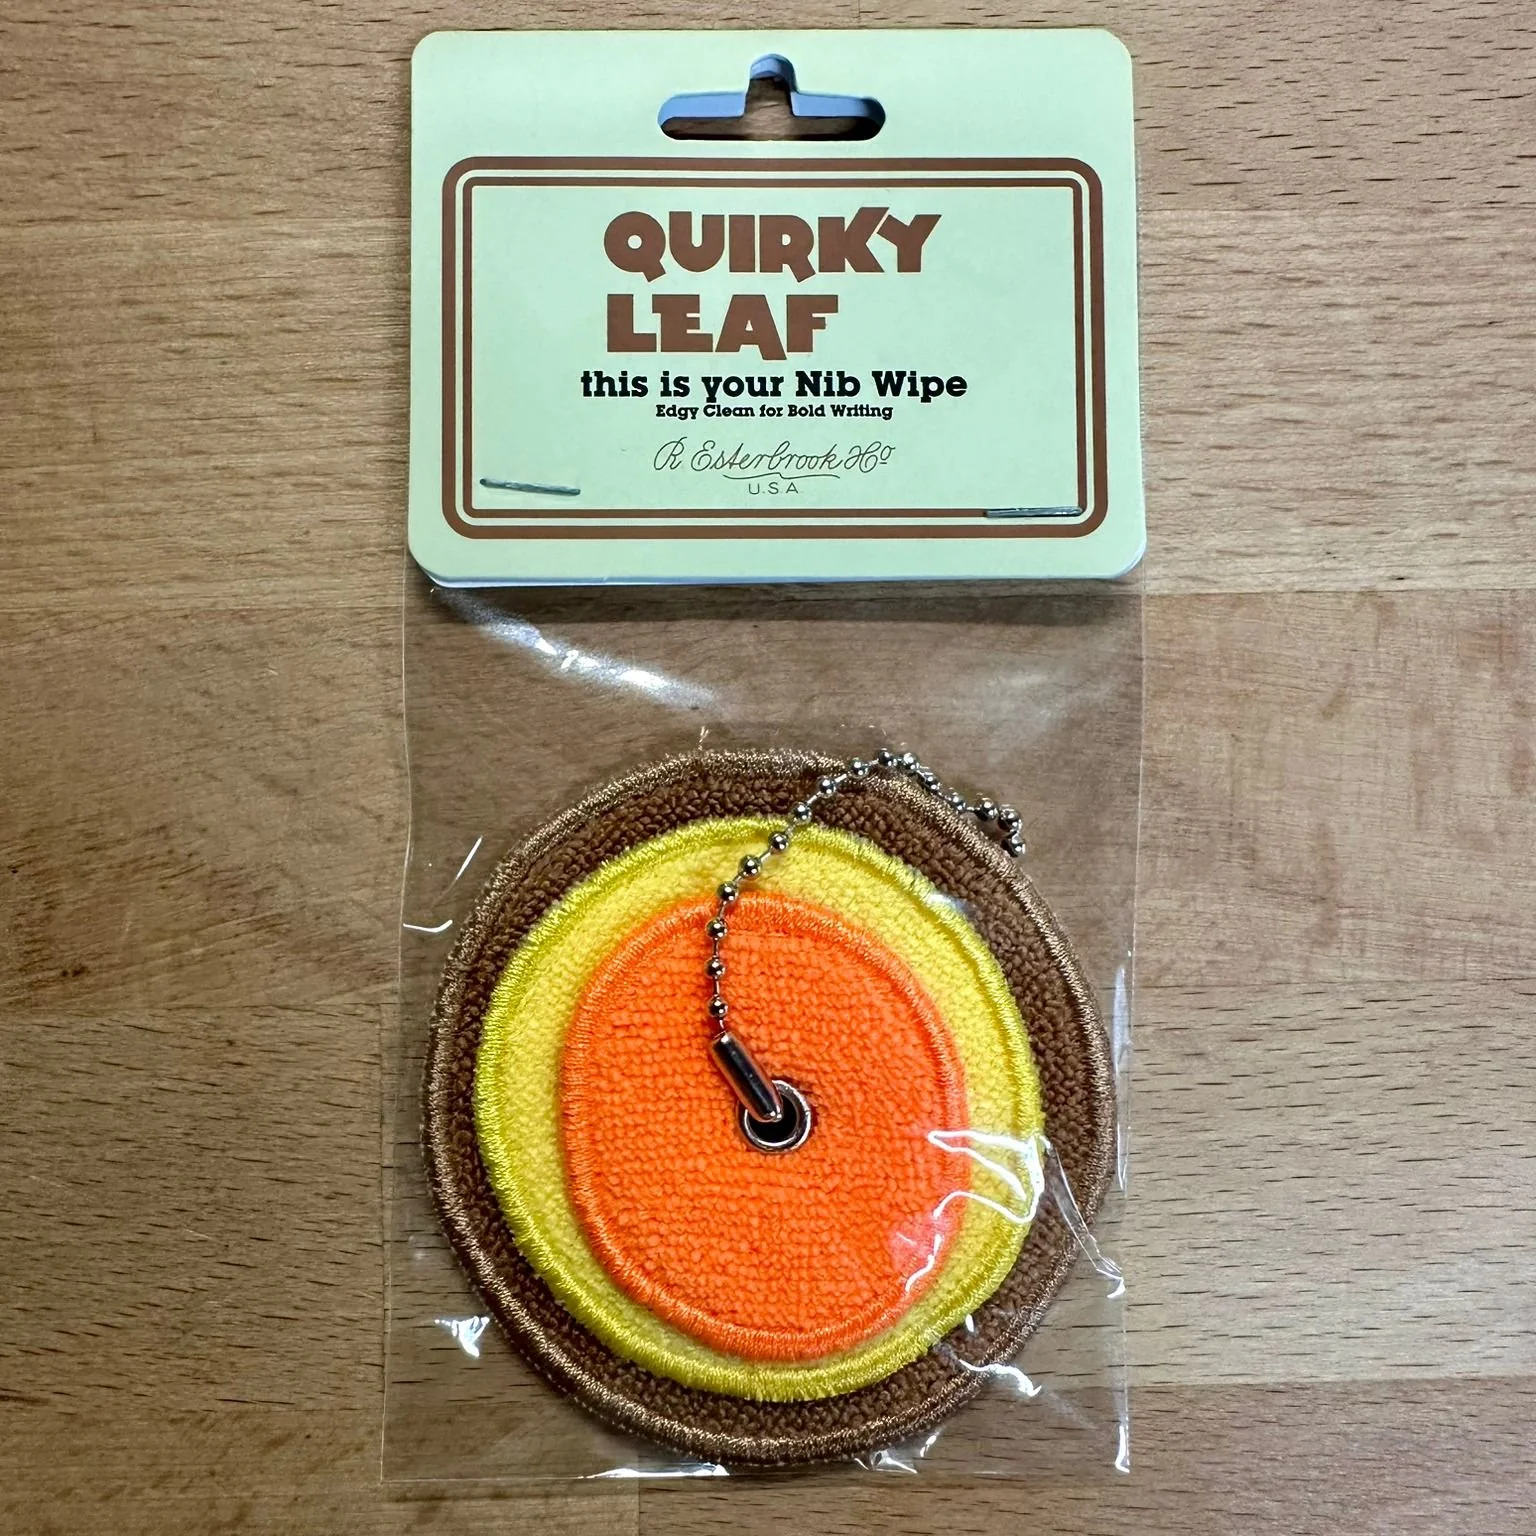 QUIRKY
LEAF
this is your Nib Wipe
Edgy Clean for Bold Writing
R. Esterbrook & Co
U.S.A.